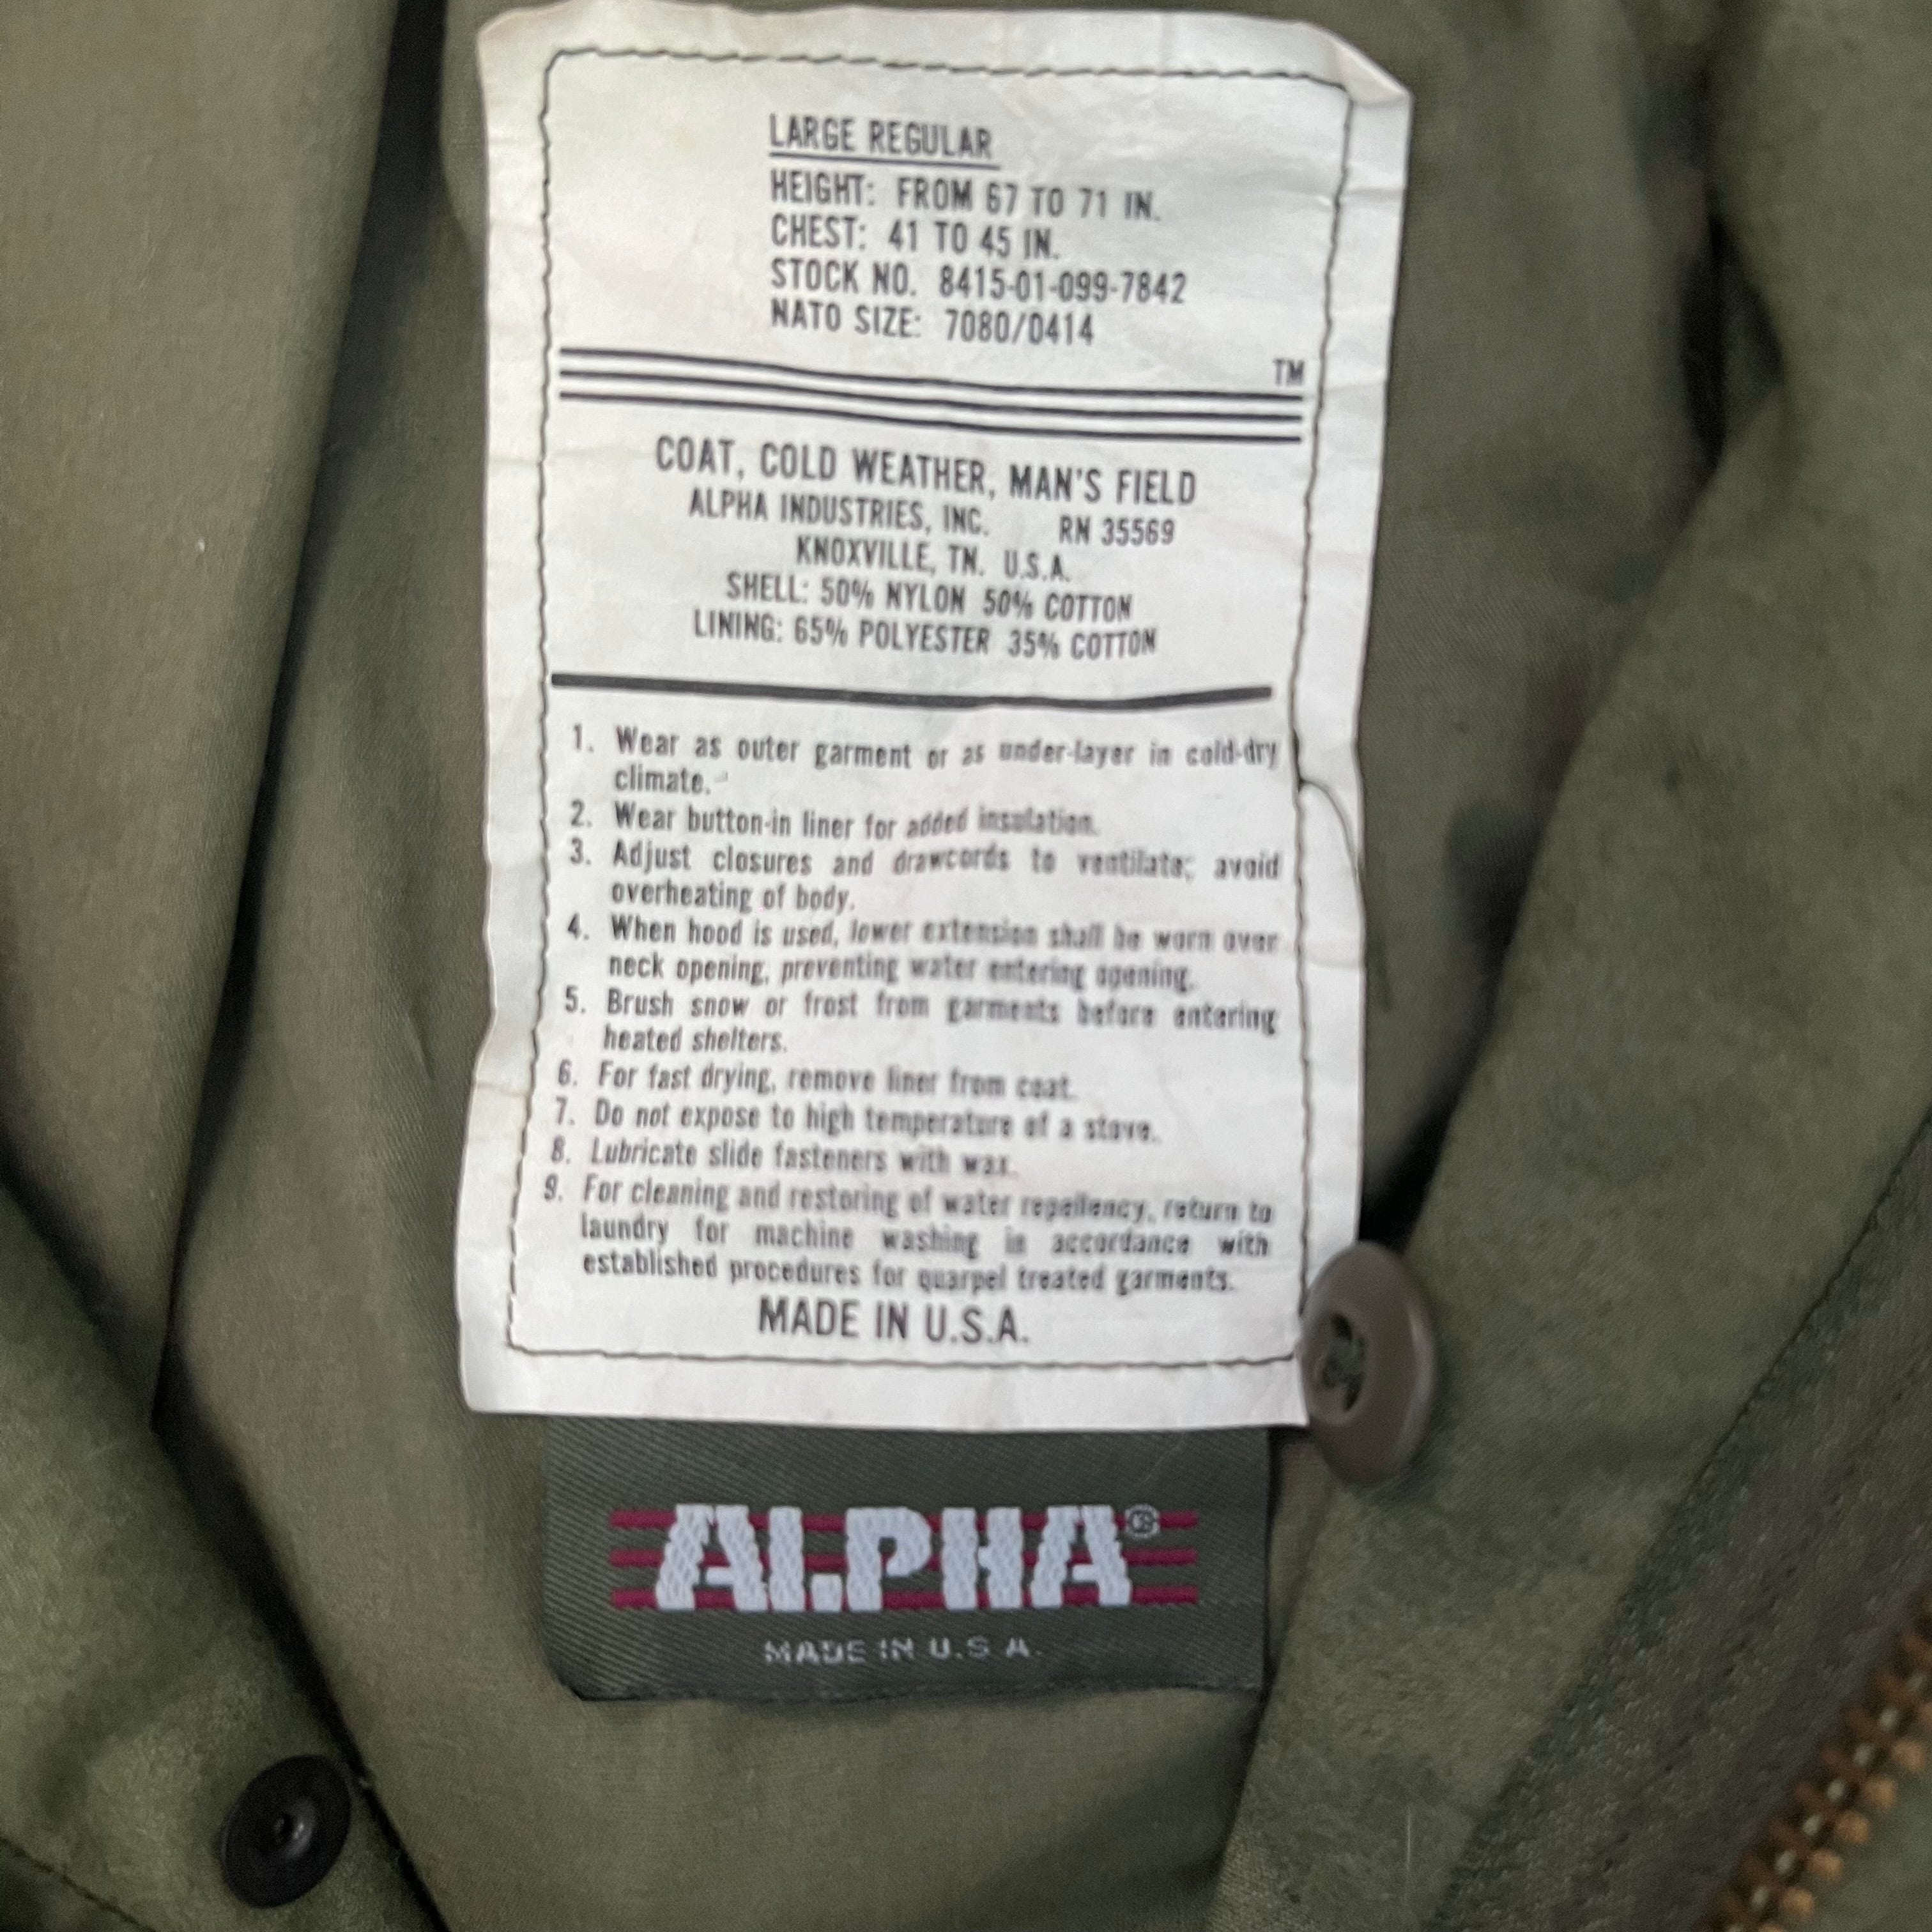 LARGE REGULAR
HEIGHT: FROM 67 TO 71 IN.
CHEST: 41 TO 45 IN.
STOCK NO. 8415-01-099-7842
NATO SIZE: 7080/0414
TM
COAT, COLD WEATHER, MAN'S FIELD
ALPHA INDUSTRIES, INC. RN 35569
KNOXVILLE, TN. U.S.A.
SHELL: 50% NYLON 50% COTTON
LINING: 65% POLYESTER 35% COTTON
1. Wear as outer garment or as under-layer in cold-dry
climate.
2. Wear button-in liner for added insulation.
3. Adjust closures and drawcords to ventilate; avoid
overheating of body.
4. When hood is used, lower extension shall be worn over
neck opening, preventing water entering opening.
5. Brush snow or frost from garments before entering
heated shelters.
6. For fast drying, remove liner from coat.
7. Do not expose to high temperature of a stove.
8. Lubricate slide fasteners with wax.
9. For cleaning and restoring of water repellency, return to
laundry for machine washing in accordance with
established procedures for quarpel treated garments.
MADE IN U.S.A.
ALPHA®
MADE IN U.S.A.